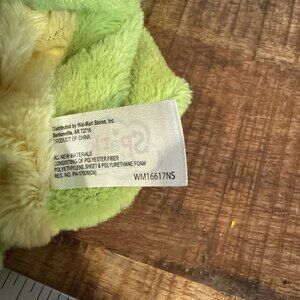 Distributed by Wal-Mart Stores, Inc.
Bentonville, AR 72716
PRODUCT OF CHINA
ALL NEW MATERIALS
CONSISTING OF POLYESTER FIBER
POLYETHYLENE SHEET & POLYURETHANE FOAM
WM16617NS